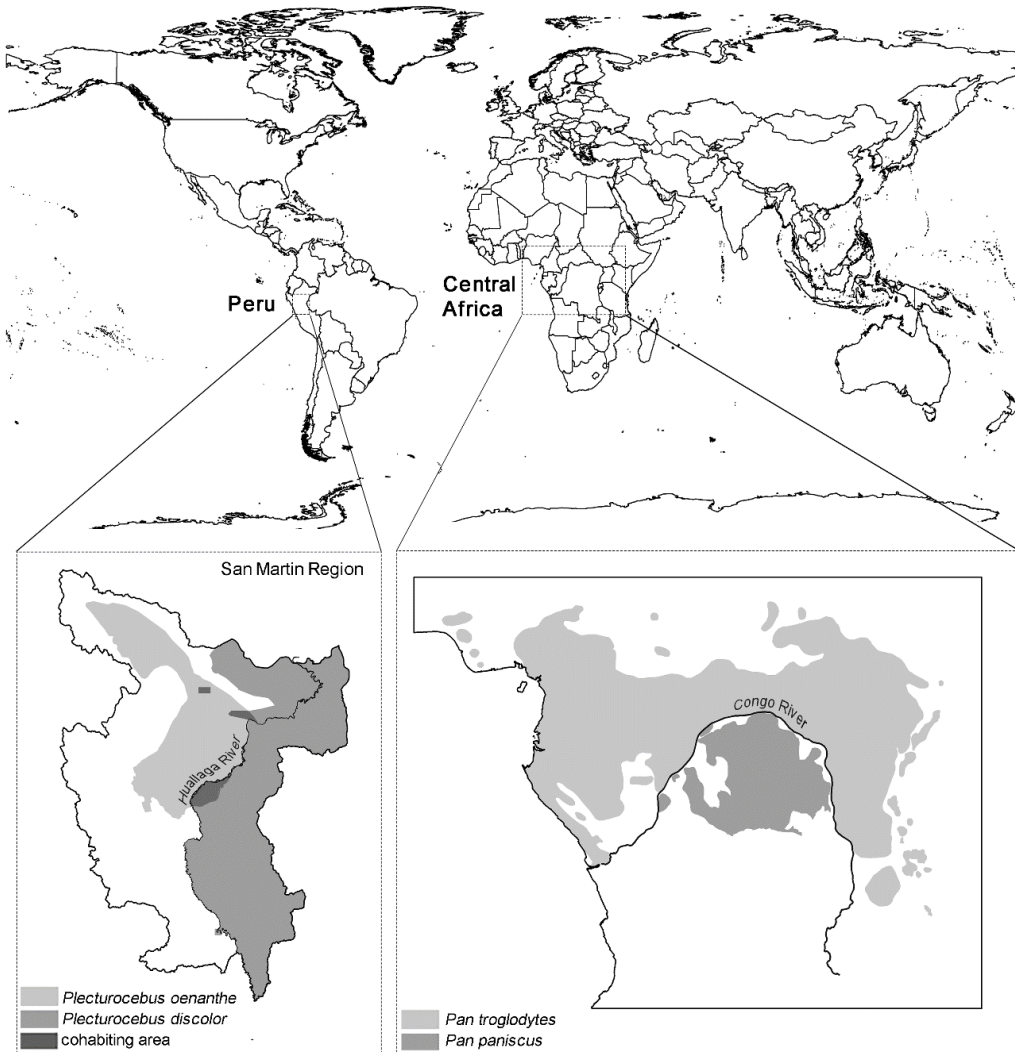 Peru
Central
Africa
San Martin Region
Huallaga River
Plecturocebus oenanthe
Plecturocebus discolor
cohabiting area
Congo River
Pan troglodytes
Pan paniscus